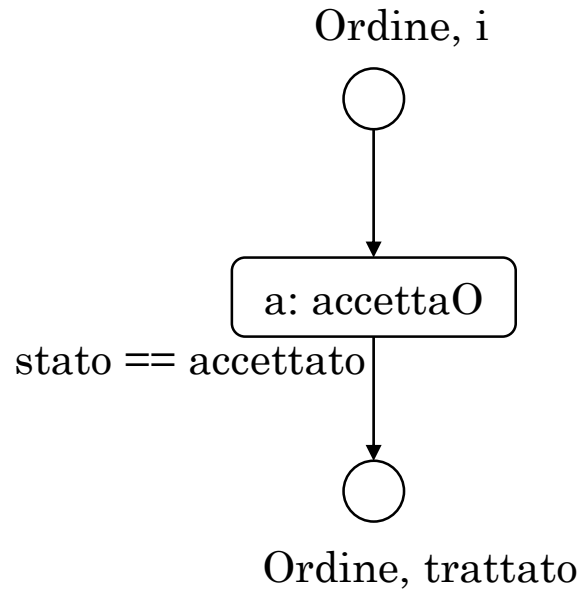 Ordine, i
a: accettaO
stato == accettato
Ordine, trattato